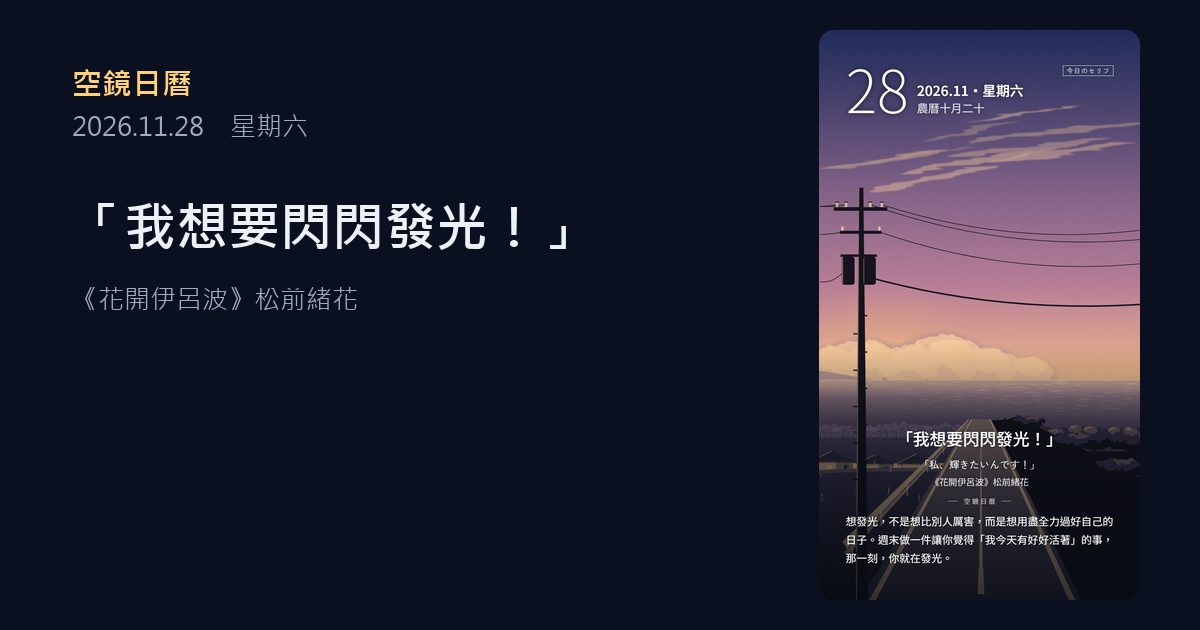 空鏡日曆
2026.11.28 星期六
「我想要閃閃發光！」
《花開伊呂波》松前緒花
今日のセリフ
28
2026.11・星期六
農曆十月二十
「我想要閃閃發光！」
「私、輝きたいんです！」
《花開伊呂波》松前緒花
— 空鏡日曆 —
想發光，不是想比別人厲害，而是想用盡全力過好自己的
日子。週末做一件讓你覺得「我今天有好好活著」的事，
那一刻，你就在發光。